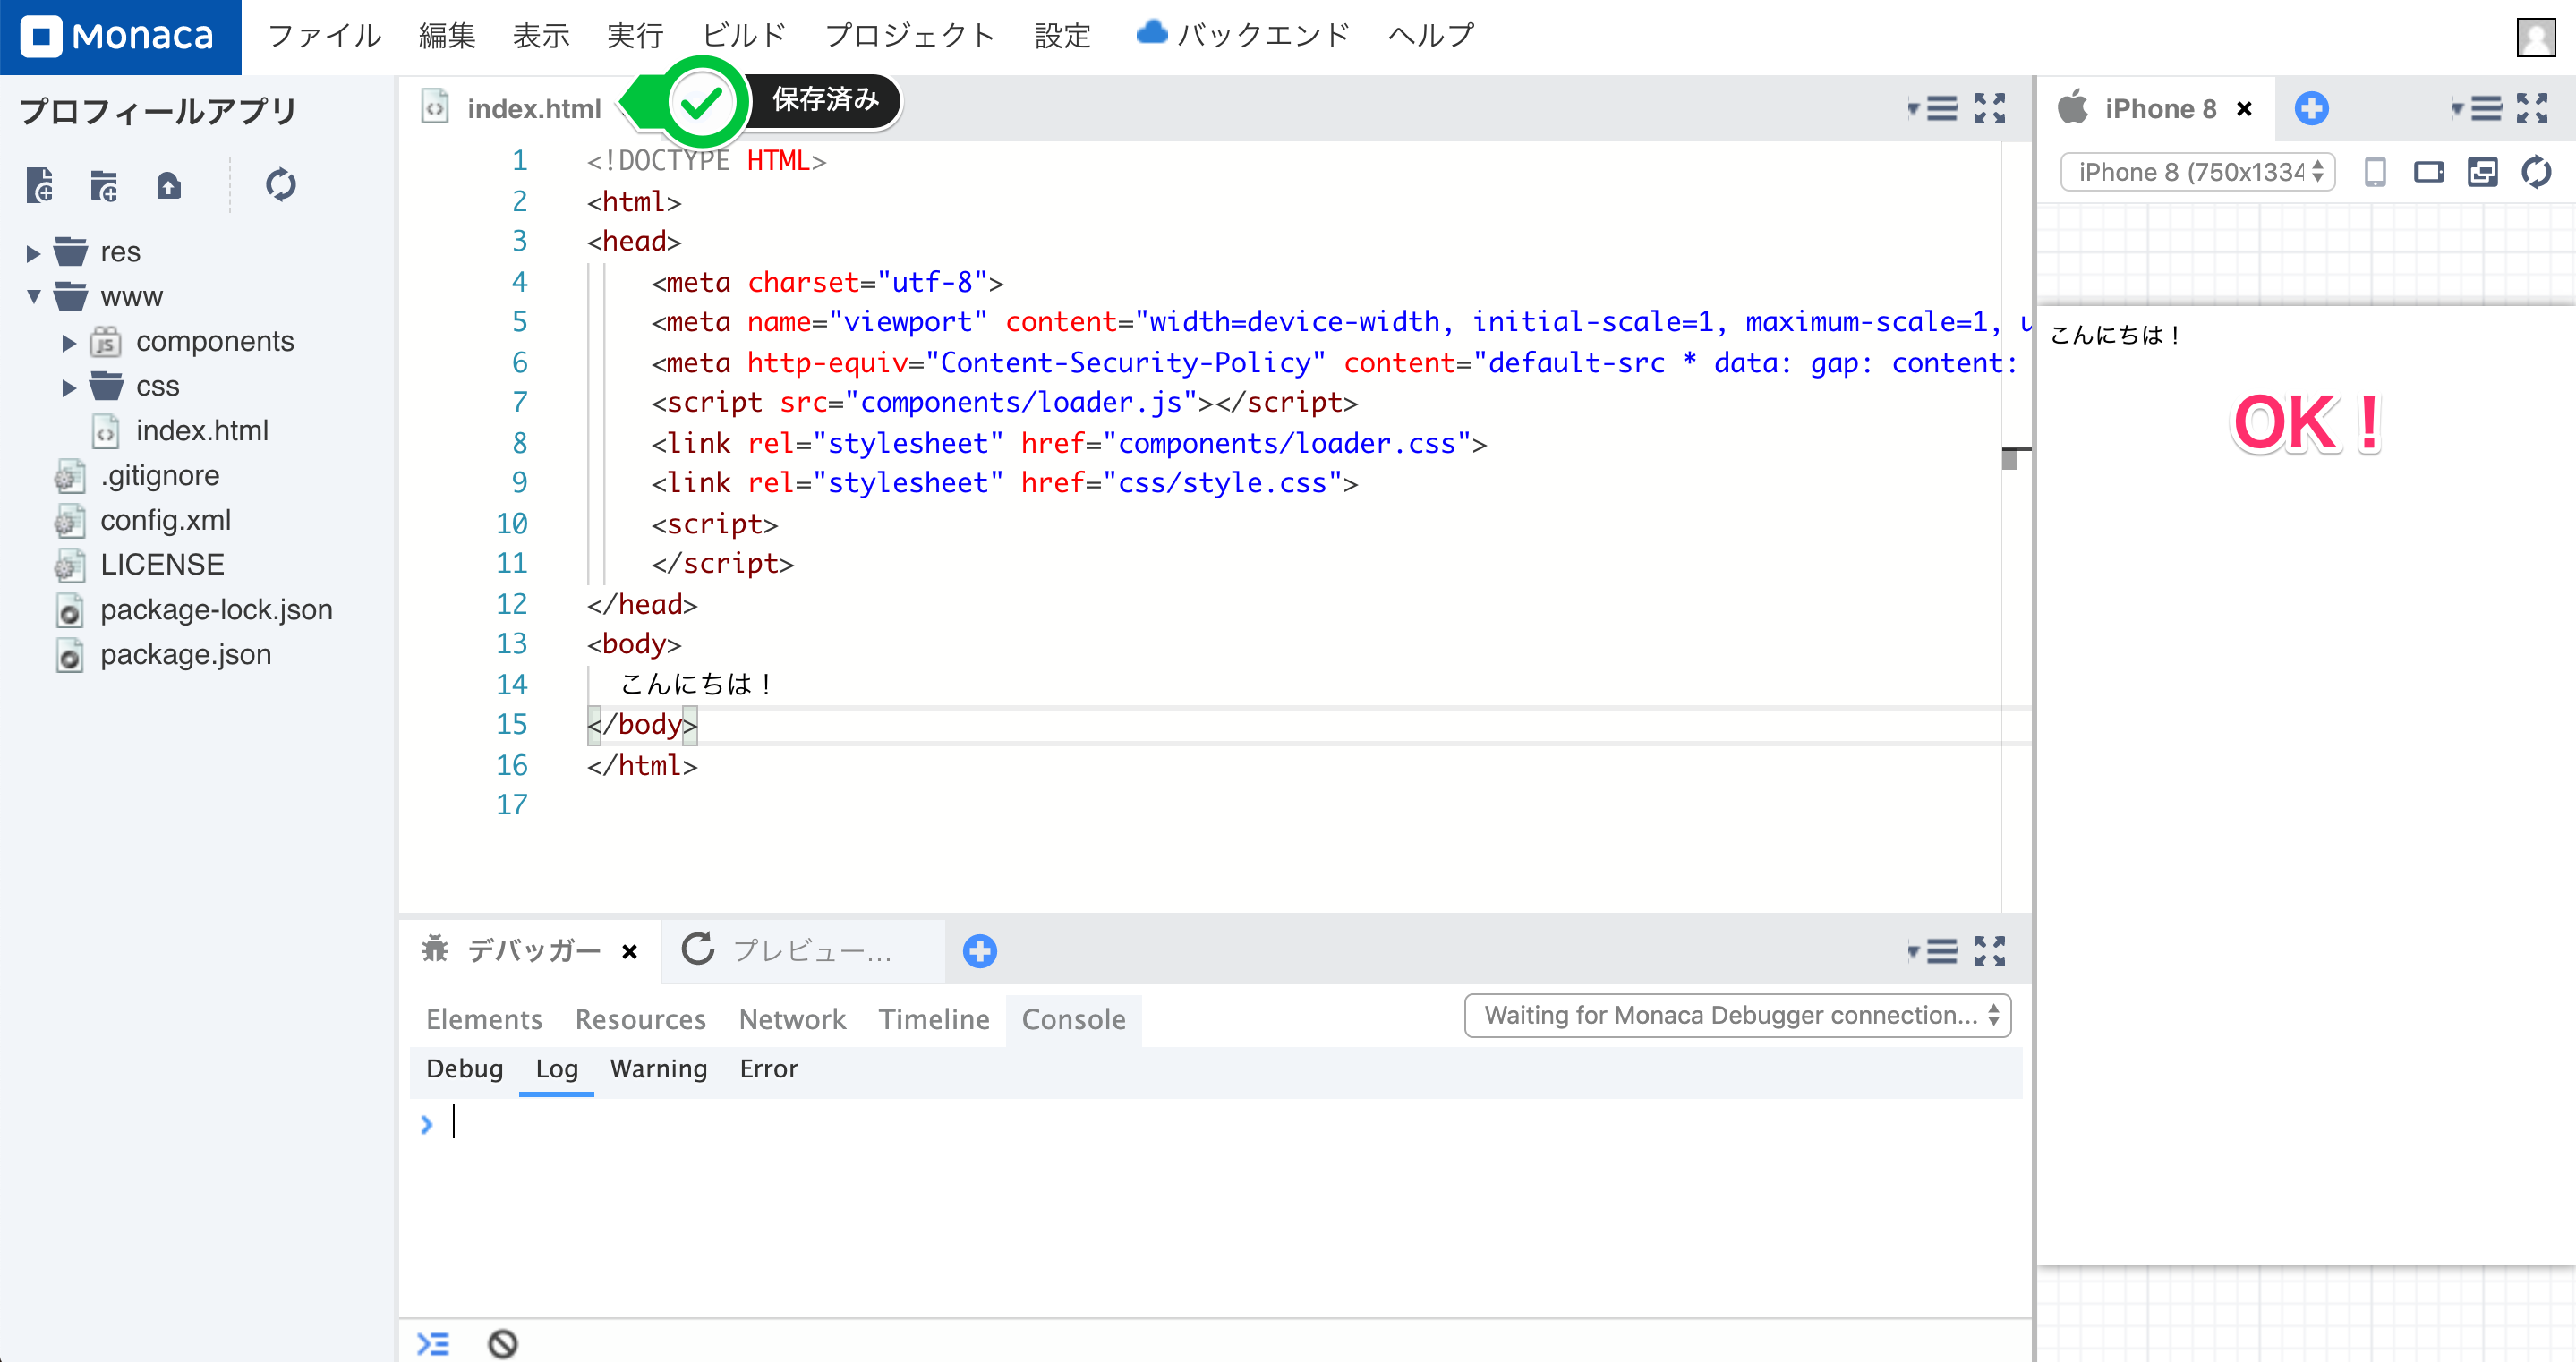 Monaca ファイル 編集 表示 実行 ビルド プロジェクト 設定 バックエンド ヘルプ
プロフィールアプリ
res
www
components
css
index.html
.gitignore
config.xml
LICENSE
package-lock.json
package.json
index.html 保存済み
1 <!DOCTYPE HTML>
2 <html>
3 <head>
4 <meta charset="utf-8">
5 <meta name="viewport" content="width=device-width, initial-scale=1, maximum-scale=1, u
6 <meta http-equiv="Content-Security-Policy" content="default-src * data: gap: content:
7 <script src="components/loader.js"></script>
8 <link rel="stylesheet" href="components/loader.css">
9 <link rel="stylesheet" href="css/style.css">
10 <script>
11 </script>
12 </head>
13 <body>
14 こんにちは！
15 </body>
16 </html>
17
デバッガー プレビュー...
Elements Resources Network Timeline Console Waiting for Monaca Debugger connection...
Debug Log Warning Error
iPhone 8
iPhone 8 (750x1334
こんにちは！
OK！